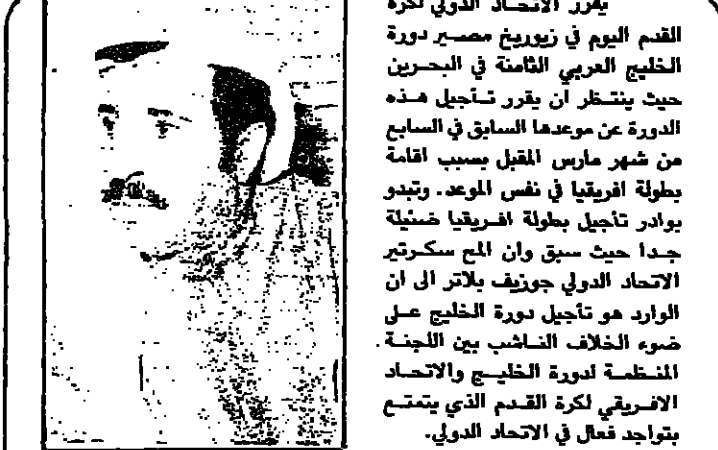 يقرر الاتحاد الدولي لكرة
القدم اليوم في زيوريخ مصير دورة
الخليج العربي الثامنة في البحرين
حيث ينتظر ان يقرر تأجيل هذه
الدورة عن موعدها السابق في السابع
من شهر مارس المقبل بسبب اقامة
بطولة افريقيا في نفس الموعد. وتبدو
بوادر تأجيل بطولة افريقيا ضئيلة
جدا حيث سبق وان المح سكرتير
الاتحاد الدولي جوزيف بلاتر الى ان
الوارد هو تأجيل دورة الخليج على
ضوء الخلاف الناشب بين اللجنة
المنظمة لدورة الخليج والاتحاد
الافريقي لكرة القدم الذي يتمتع
بتواجد فعال في الاتحاد الدولي.